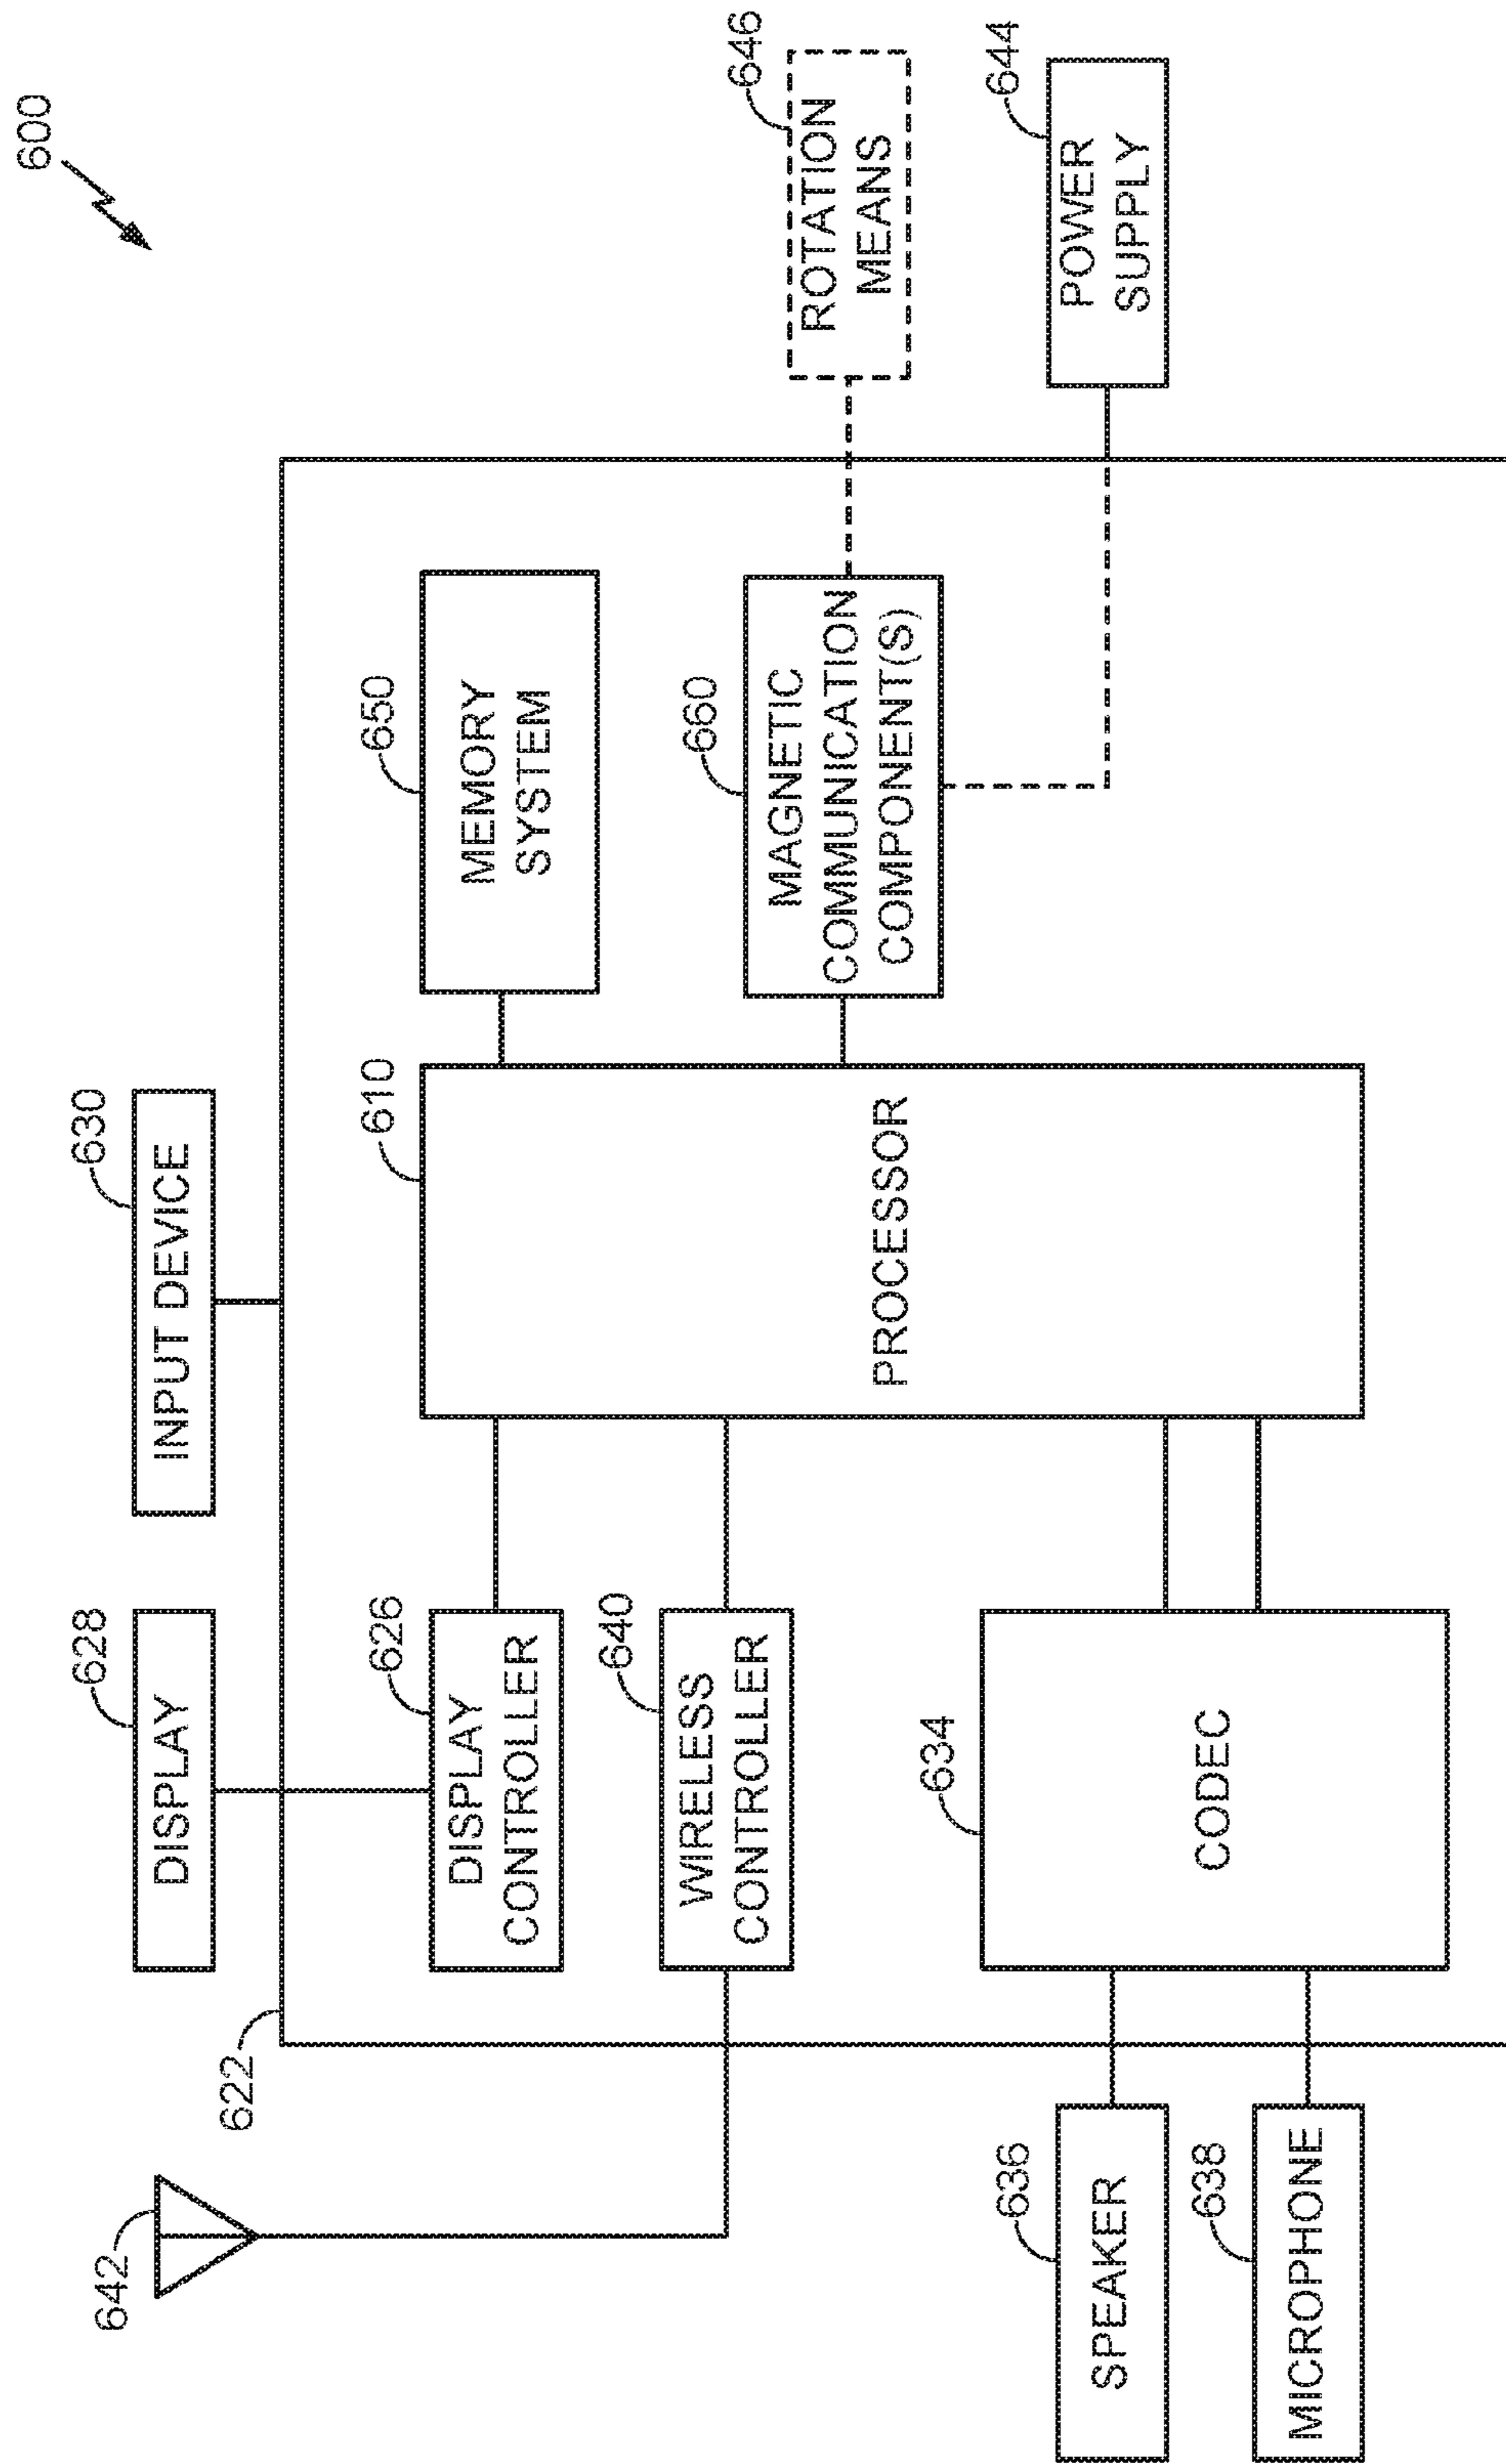 600
628
DISPLAY
630
INPUT DEVICE
642
622
626
DISPLAY
CONTROLLER
610
PROCESSOR
650
MEMORY
SYSTEM
640
WIRELESS
CONTROLLER
660
MAGNETIC
COMMUNICATION
COMPONENT(S)
646
ROTATION
MEANS
644
POWER
SUPPLY
634
CODEC
636
SPEAKER
638
MICROPHONE